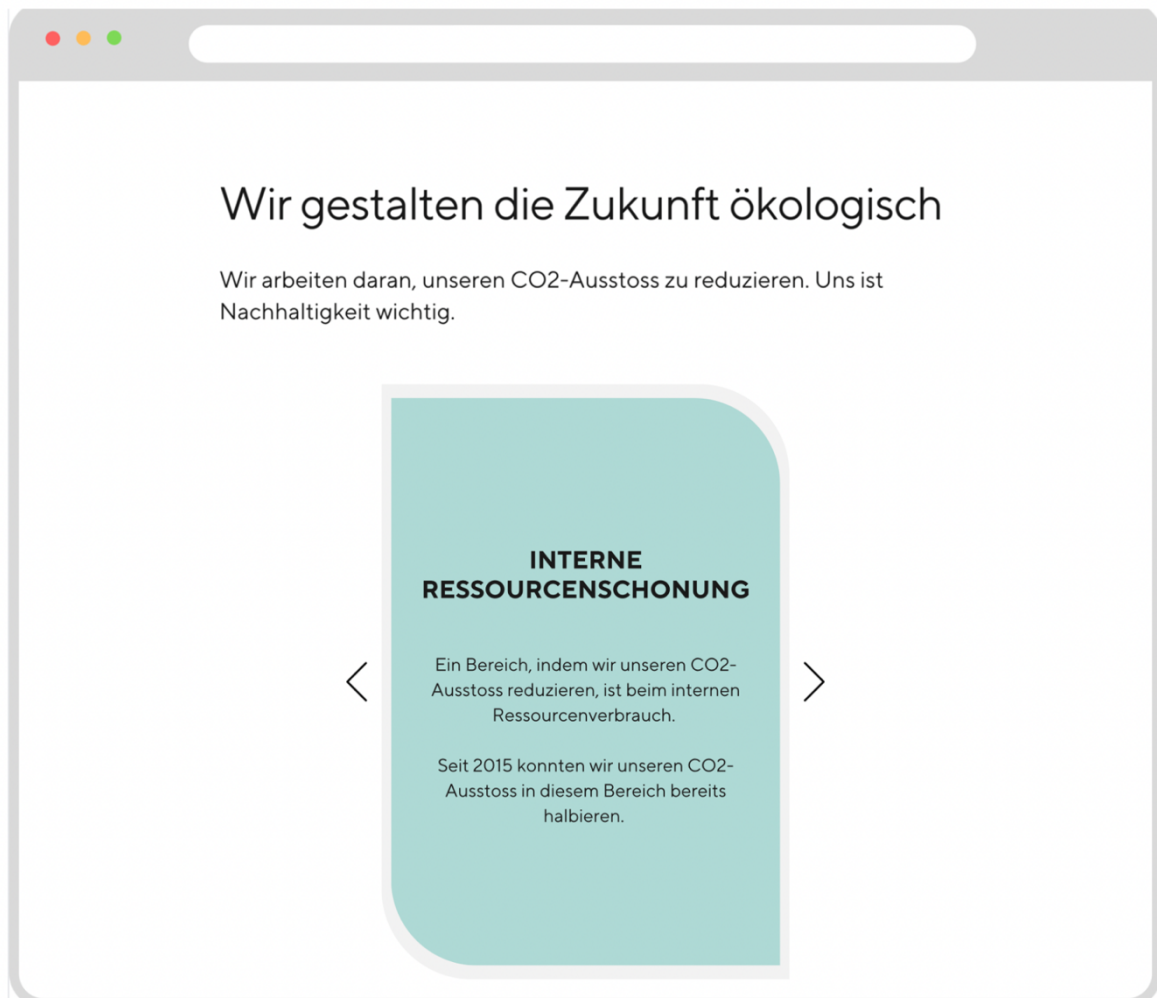 Wir gestalten die Zukunft ökologisch
Wir arbeiten daran, unseren CO2-Ausstoss zu reduzieren. Uns ist
Nachhaltigkeit wichtig.
INTERNE
RESSOURCENSCHONUNG
Ein Bereich, indem wir unseren CO2-
Ausstoss reduzieren, ist beim internen
Ressourcenverbrauch.
Seit 2015 konnten wir unseren CO2-
Ausstoss in diesem Bereich bereits
halbieren.